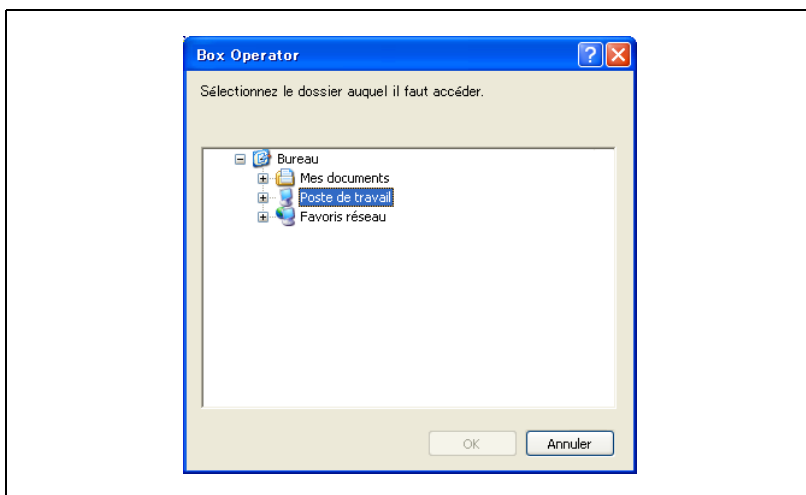 Box Operator
Sélectionnez le dossier auquel il faut accéder.
Bureau
Mes documents
Poste de travail
Favoris réseau
OK
Annuler